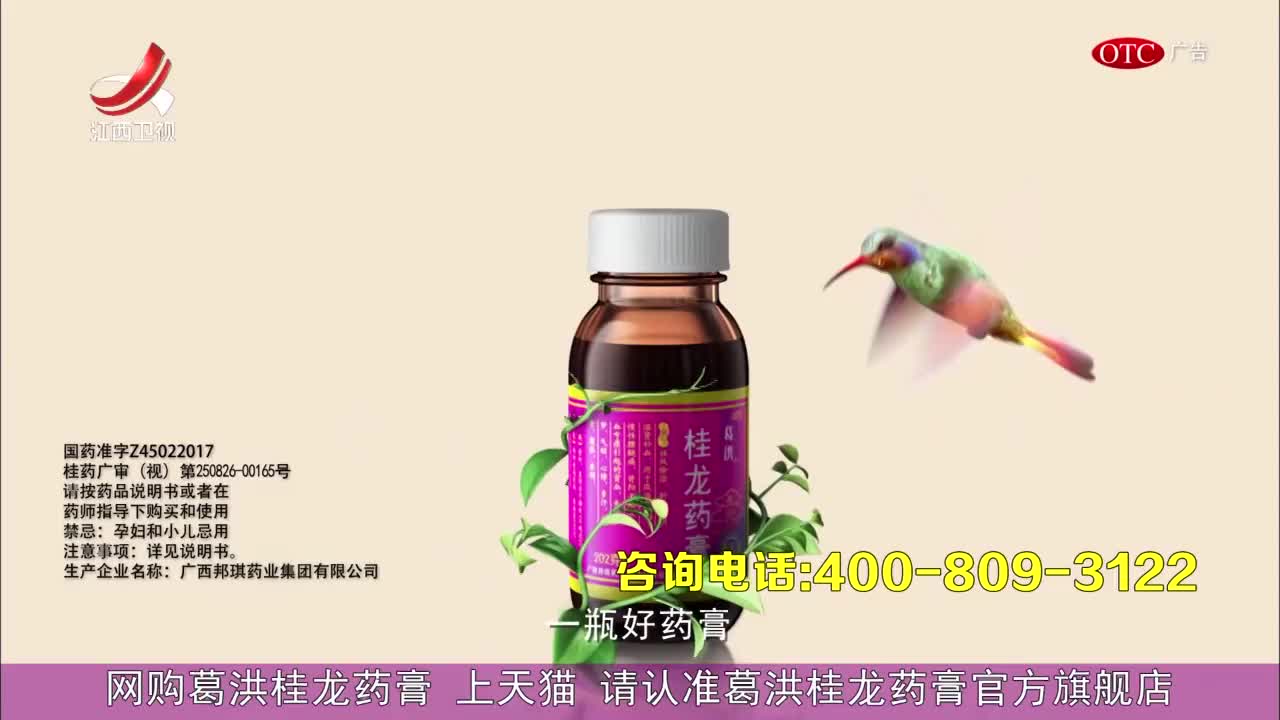 江西卫视
OTC 广告
葛洪
桂龙药膏
202克
国药准字Z45022017
桂药广审（视）第250826-00165号
请按药品说明书或者在
药师指导下购买和使用
禁忌：孕妇和小儿忌用
注意事项：详见说明书。
生产企业名称：广西邦琪药业集团有限公司
咨询电话:400-809-3122
一瓶好药膏
网购葛洪桂龙药膏 上天猫 请认准葛洪桂龙药膏官方旗舰店